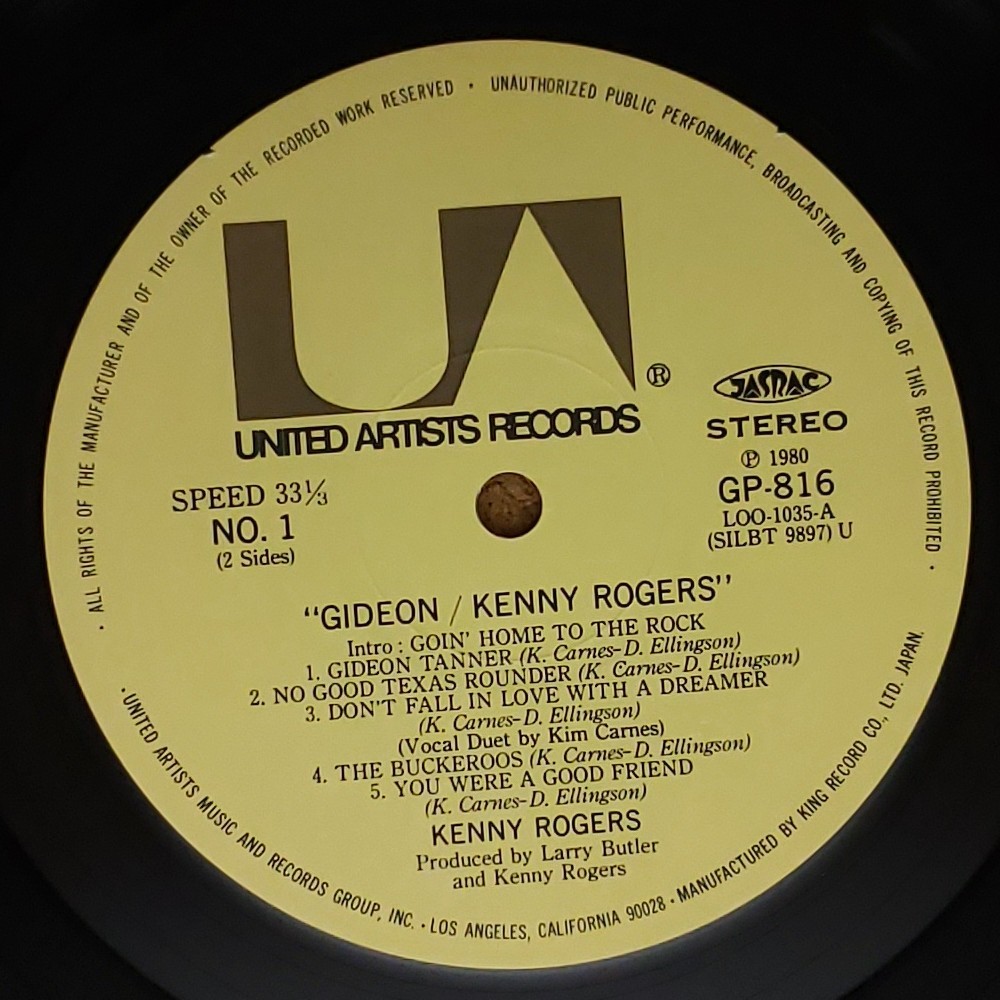 · ALL RIGHTS OF THE MANUFACTURER AND OF THE OWNER OF THE RECORDED WORK RESERVED · UNAUTHORIZED PUBLIC PERFORMANCE, BROADCASTING AND COPYING OF THIS RECORD PROHIBITED ·
UA
®
UNITED ARTISTS RECORDS
JASRAC
STEREO
℗ 1980
GP-816
LOO-1035-A
(SILBT 9897) U
SPEED 33⅓
NO. 1
(2 Sides)
"GIDEON / KENNY ROGERS"
Intro : GOIN' HOME TO THE ROCK
1. GIDEON TANNER (K. Carnes-D. Ellingson)
2. NO GOOD TEXAS ROUNDER (K. Carnes-D. Ellingson)
3. DON'T FALL IN LOVE WITH A DREAMER
(K. Carnes-D. Ellingson)
(Vocal Duet by Kim Carnes)
4. THE BUCKEROOS (K. Carnes-D. Ellingson)
5. YOU WERE A GOOD FRIEND
(K. Carnes-D. Ellingson)
KENNY ROGERS
Produced by Larry Butler
and Kenny Rogers
· UNITED ARTISTS MUSIC AND RECORDS GROUP, INC. · LOS ANGELES, CALIFORNIA 90028 · MANUFACTURED BY KING RECORD CO., LTD. JAPAN.